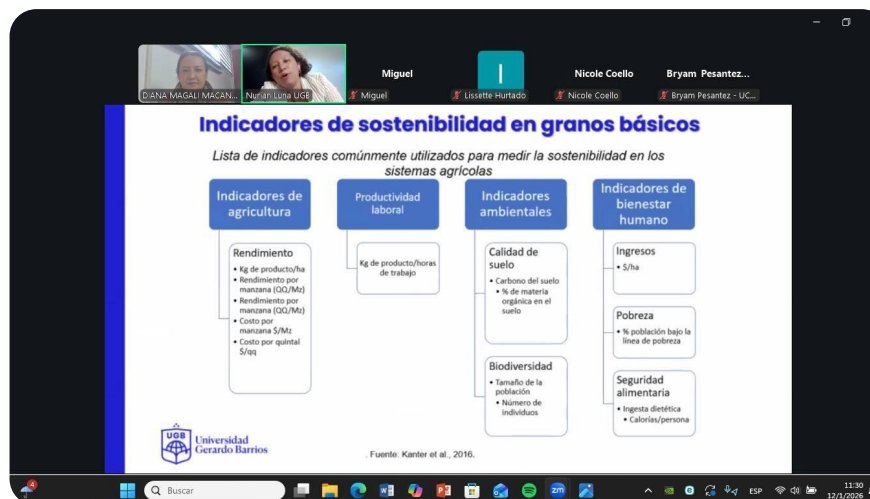 Miguel
I
Nicole Coello
Bryam Pesantez...
DIANA MAGALI MACAN...
Nurian Luna UGB
Miguel
Lissette Hurtado
Nicole Coello
Bryam Pesantez - UC...
Indicadores de sostenibilidad en granos básicos
Lista de indicadores comúnmente utilizados para medir la sostenibilidad en los
sistemas agrícolas
Indicadores de
agricultura
Rendimiento
• Kg de producto/ha
• Rendimiento por
manzana (QQ/Mz)
• Rendimiento por
manzana (QQ/Mz)
• Costo por
manzana $/Mz
• Costo por quintal
$/qq
Productividad
laboral
Kg de producto/horas
de trabajo
Indicadores
ambientales
Calidad de
suelo
• Carbono del suelo
• % de materia
orgánica en el
suelo
Biodiversidad
• Tamaño de la
población
• Número de
individuos
Indicadores de
bienestar
humano
Ingresos
• $/ha
Pobreza
• % población bajo la
línea de pobreza
Seguridad
alimentaria
• Ingesta dietética
• Calorías/persona
UGB
Universidad
Gerardo Barrios
. Fuente: Kanter et al., 2016.
4
Buscar
zm
ESP
11:30
12/1/2026